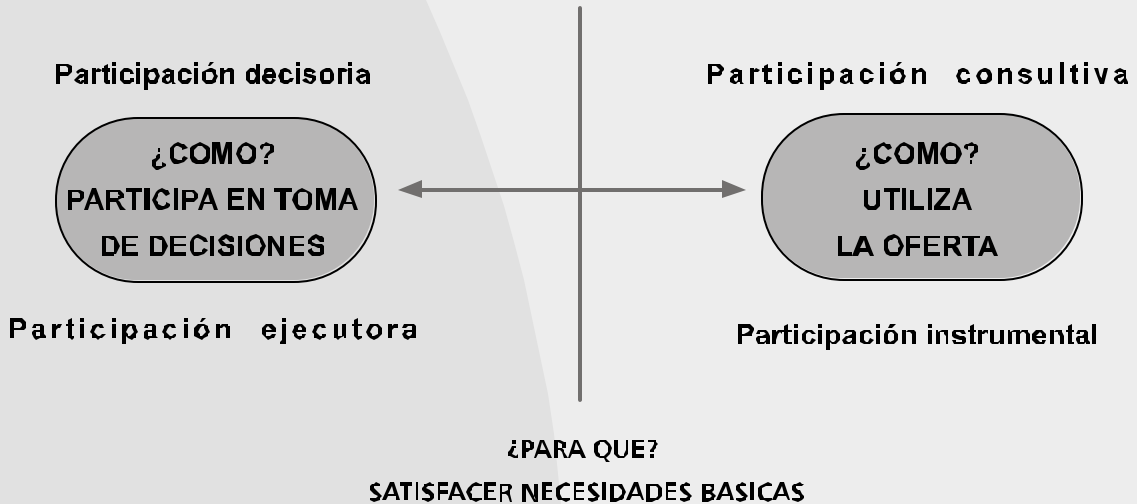 Participación decisoria
¿COMO?
PARTICIPA EN TOMA
DE DECISIONES
Participación ejecutora
Participación consultiva
¿COMO?
UTILIZA
LA OFERTA
Participación instrumental
¿PARA QUE?
SATISFACER NECESIDADES BASICAS